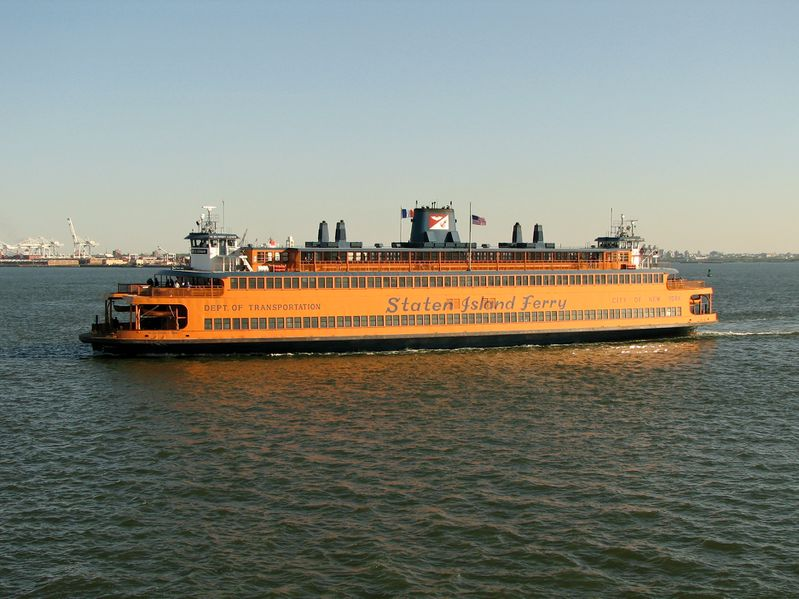 DEPT. OF TRANSPORTATION
Staten Island Ferry
CITY OF NEW YORK